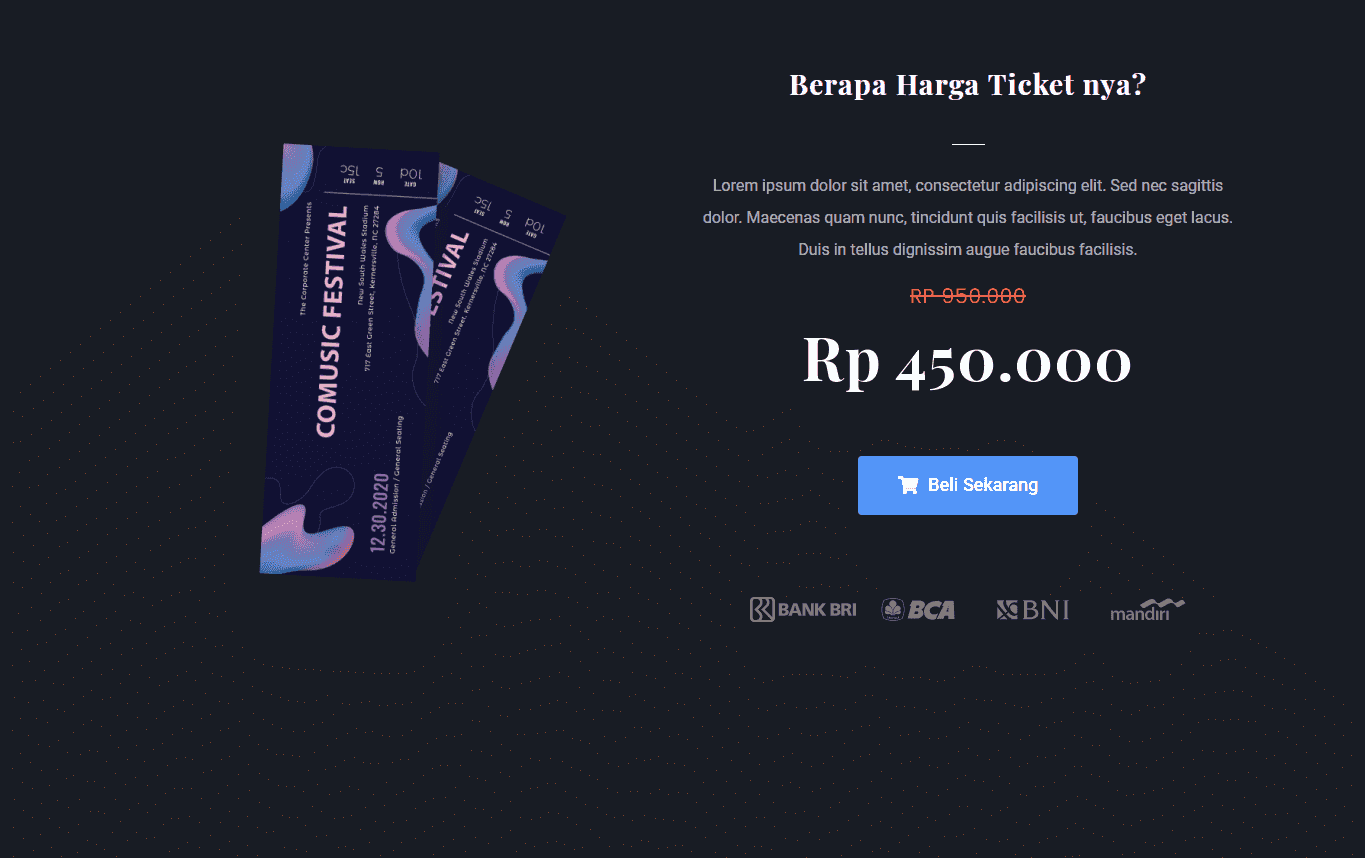 Berapa Harga Ticket nya?
Lorem ipsum dolor sit amet, consectetur adipiscing elit. Sed nec sagittis
dolor. Maecenas quam nunc, tincidunt quis facilisis ut, faucibus eget lacus.
Duis in tellus dignissim augue faucibus facilisis.
RP 950.000
Rp 450.000
Beli Sekarang
BANK BRI
BCA
BNI
mandiri
The Corporate Center Presents
COMUSIC FESTIVAL
New South Wales Stadium
717 East Green Street, Kernersville, NC 27284
12.30.2020
General Admission / General Seating
GATE
10d
ROW
5
SEAT
15c
STIVAL
New South Wales Stadium
717 East Green Street, Kernersville, NC 27284
General Seating
GATE
10d
ROW
5
SEAT
15c